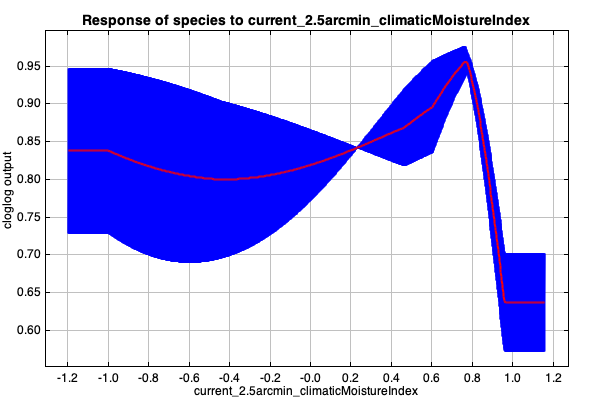 Response of species to current_2.5arcmin_climaticMoistureIndex
cloglog output
0.95
0.90
0.85
0.80
0.75
0.70
0.65
0.60
-1.2 -1.0 -0.8 -0.6 -0.4 -0.2 -0.0 0.2 0.4 0.6 0.8 1.0 1.2
current_2.5arcmin_climaticMoistureIndex